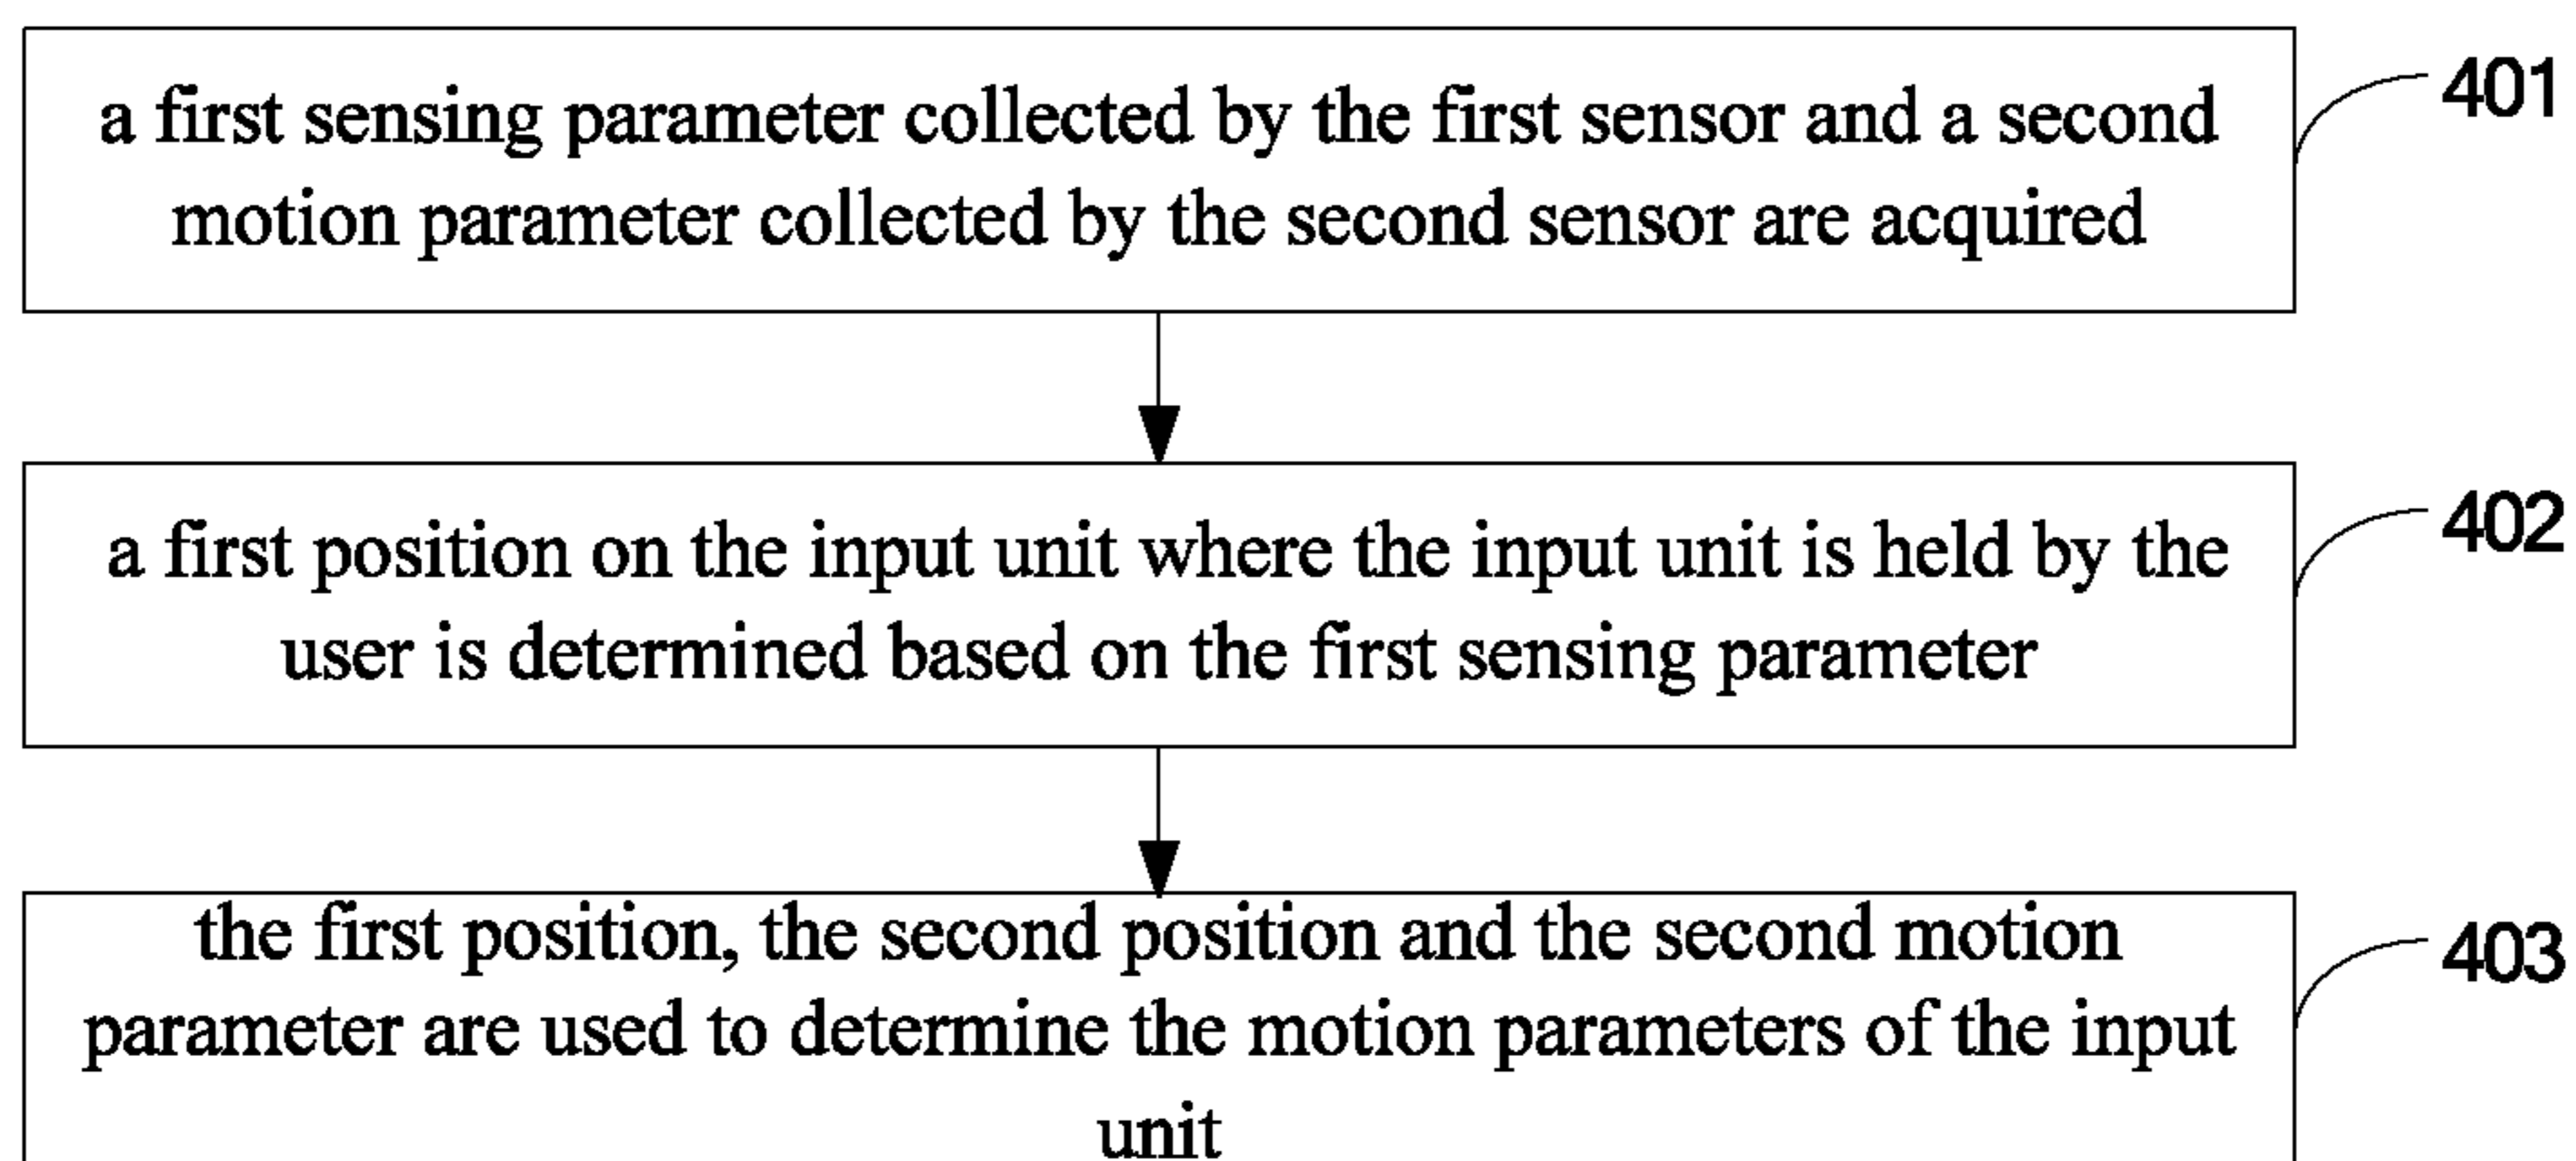 a first sensing parameter collected by the first sensor and a second
motion parameter collected by the second sensor are acquired
401
a first position on the input unit where the input unit is held by the
user is determined based on the first sensing parameter
402
the first position, the second position and the second motion
parameter are used to determine the motion parameters of the input
unit
403